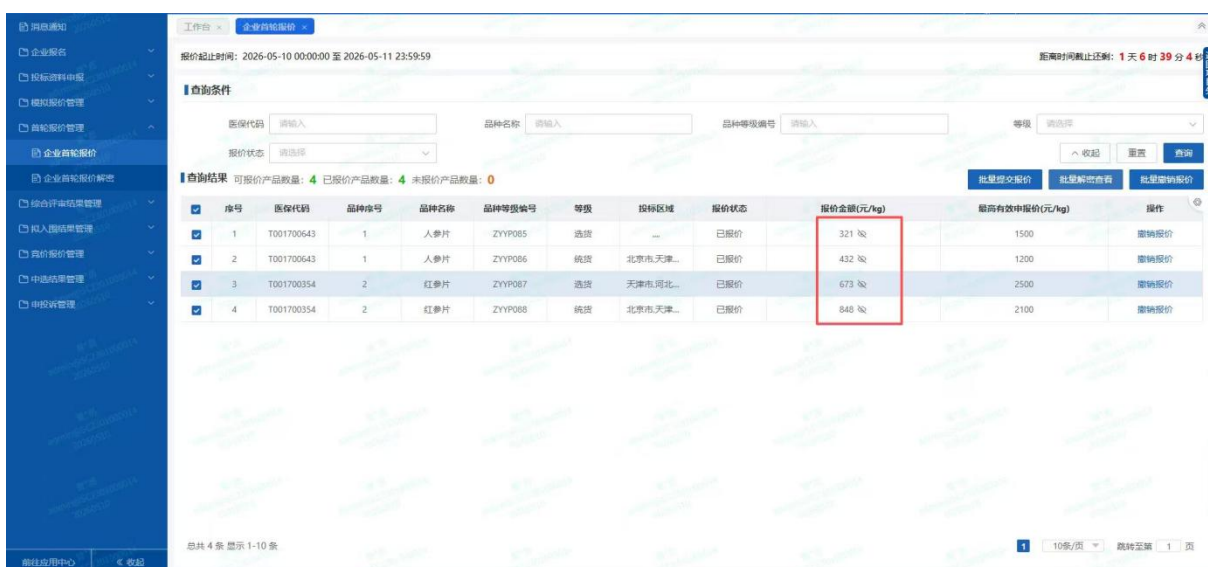 消息通知
企业报名
投标资料申报
模拟报价管理
首轮报价管理
企业首轮报价
企业首轮报价解密
综合评审结果管理
拟入围结果管理
高价报价管理
中选结果管理
申投诉管理
前往应用中心 《 收起
工作台 × 企业首轮报价 ×
报价起止时间：2026-05-10 00:00:00 至 2026-05-11 23:59:59 距离时间截止还剩：1 天 6 时 39 分 4 秒
查询条件
医保代码 请输入 品种名称 请输入 品种等级编号 请输入 等级 请选择
报价状态 请选择 收起 重置 查询
查询结果 可报价产品数量：4 已报价产品数量：4 未报价产品数量：0 批量提交报价 批量解密查看 批量撤销报价
序号 医保代码 品种序号 品种名称 品种等级编号 等级 投标区域 报价状态 报价金额(元/kg) 最高有效申报价(元/kg) 操作
1 T001700643 1 人参片 ZYYP085 选货 ... 已报价 321 1500 撤销报价
2 T001700643 1 人参片 ZYYP086 统货 北京市,天津... 已报价 432 1200 撤销报价
3 T001700354 2 红参片 ZYYP087 选货 天津市,河北... 已报价 673 2500 撤销报价
4 T001700354 2 红参片 ZYYP088 统货 北京市,天津... 已报价 848 2100 撤销报价
总共 4 条 显示 1-10 条 1 10条/页 跳转至第 1 页